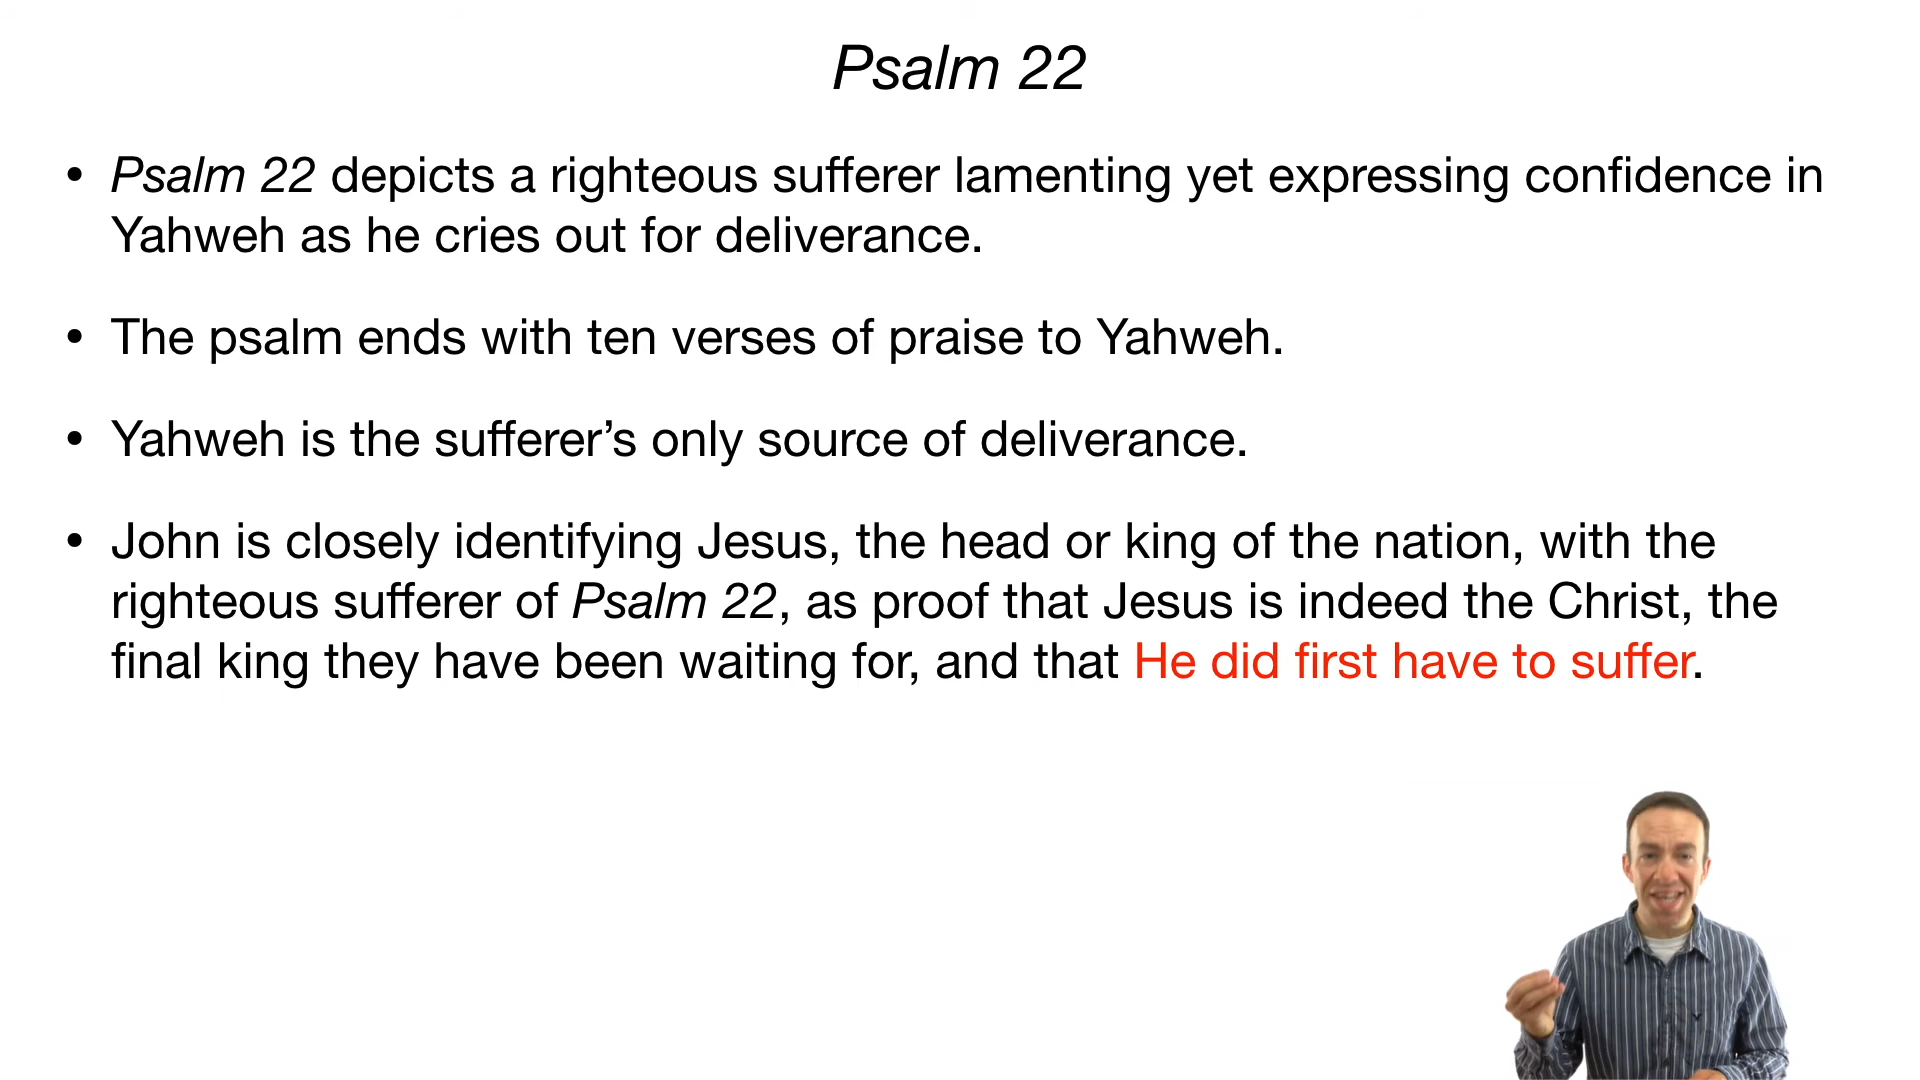 Psalm 22
• Psalm 22 depicts a righteous sufferer lamenting yet expressing confidence in
Yahweh as he cries out for deliverance.
• The psalm ends with ten verses of praise to Yahweh.
• Yahweh is the sufferer’s only source of deliverance.
• John is closely identifying Jesus, the head or king of the nation, with the
righteous sufferer of Psalm 22, as proof that Jesus is indeed the Christ, the
final king they have been waiting for, and that He did first have to suffer.